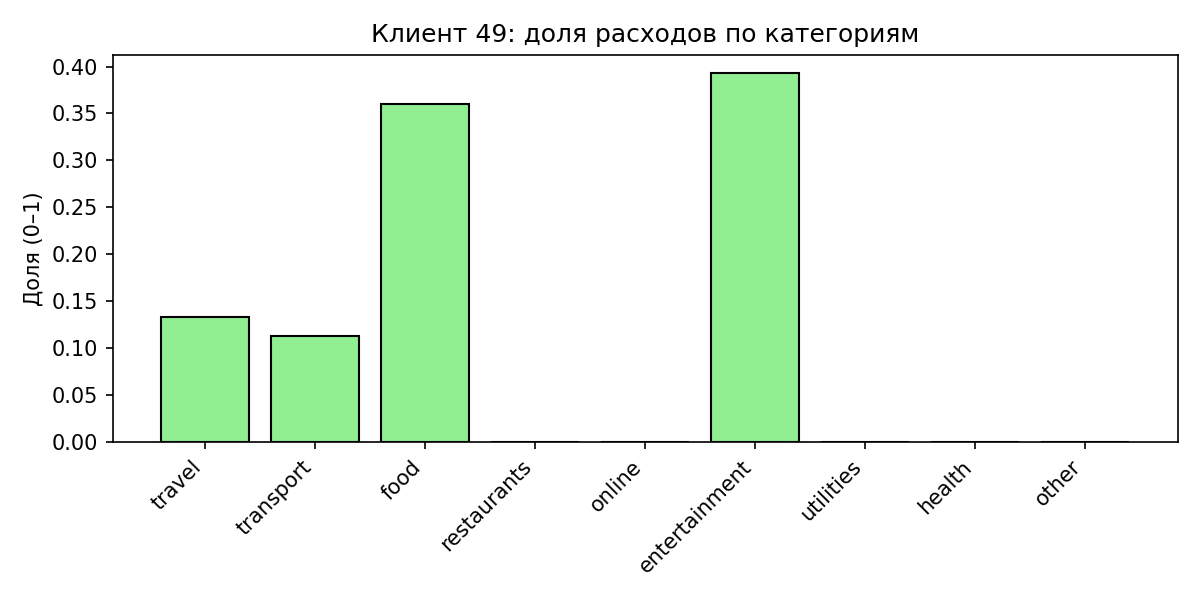 Клиент 49: доля расходов по категориям
Доля (0–1)
0.40
0.35
0.30
0.25
0.20
0.15
0.10
0.05
0.00
travel
transport
food
restaurants
online
entertainment
utilities
health
other